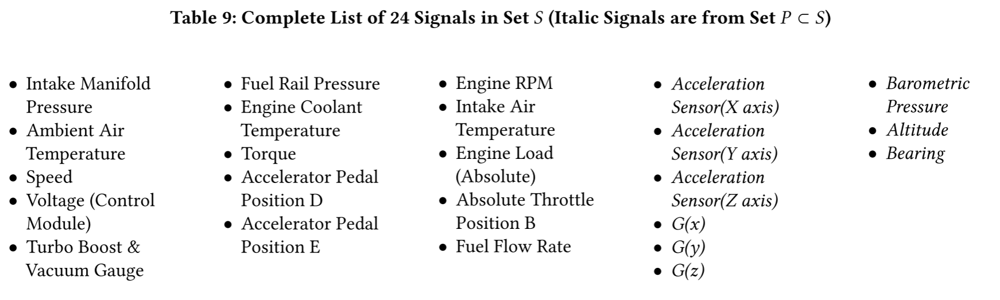 Table 9: Complete List of 24 Signals in Set S (Italic Signals are from Set P ⊂ S)
• Intake Manifold
Pressure
• Ambient Air
Temperature
• Speed
• Voltage (Control
Module)
• Turbo Boost &
Vacuum Gauge
• Fuel Rail Pressure
• Engine Coolant
Temperature
• Torque
• Accelerator Pedal
Position D
• Accelerator Pedal
Position E
• Engine RPM
• Intake Air
Temperature
• Engine Load
(Absolute)
• Absolute Throttle
Position B
• Fuel Flow Rate
• Acceleration
Sensor(X axis)
• Acceleration
Sensor(Y axis)
• Acceleration
Sensor(Z axis)
• G(x)
• G(y)
• G(z)
• Barometric
Pressure
• Altitude
• Bearing